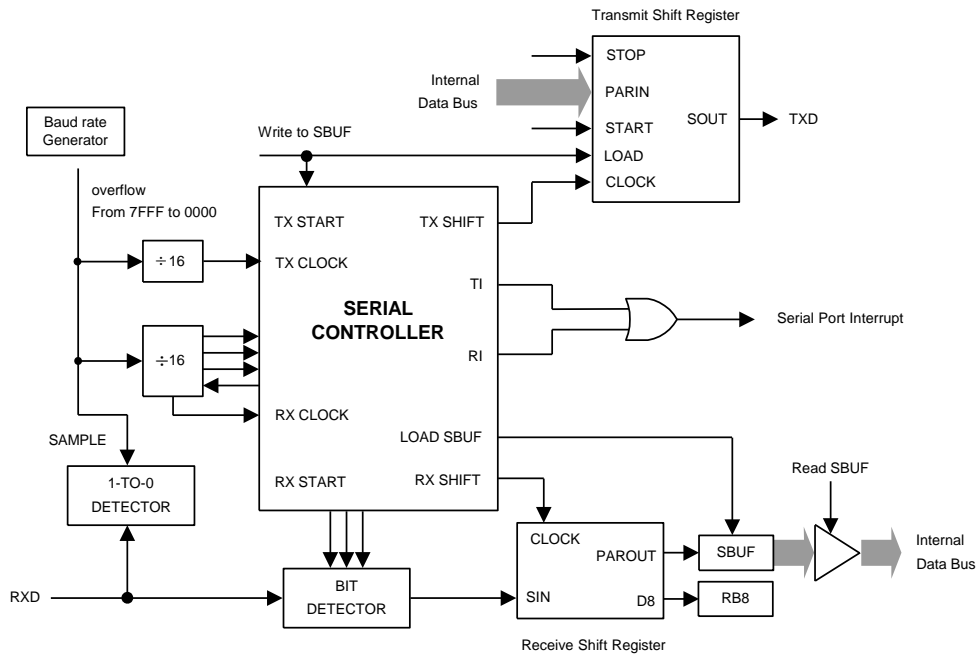 Transmit Shift Register
STOP
Internal
Data Bus
PARIN
START
SOUT
TXD
LOAD
CLOCK
Baud rate
Generator
Write to SBUF
overflow
From 7FFF to 0000
TX START
TX SHIFT
÷16
TX CLOCK
TI
SERIAL
CONTROLLER
Serial Port Interrupt
÷16
RI
RX CLOCK
SAMPLE
LOAD SBUF
1-TO-0
DETECTOR
RX START
RX SHIFT
Read SBUF
CLOCK
PAROUT
SBUF
Internal
Data Bus
RXD
BIT
DETECTOR
SIN
D8
RB8
Receive Shift Register